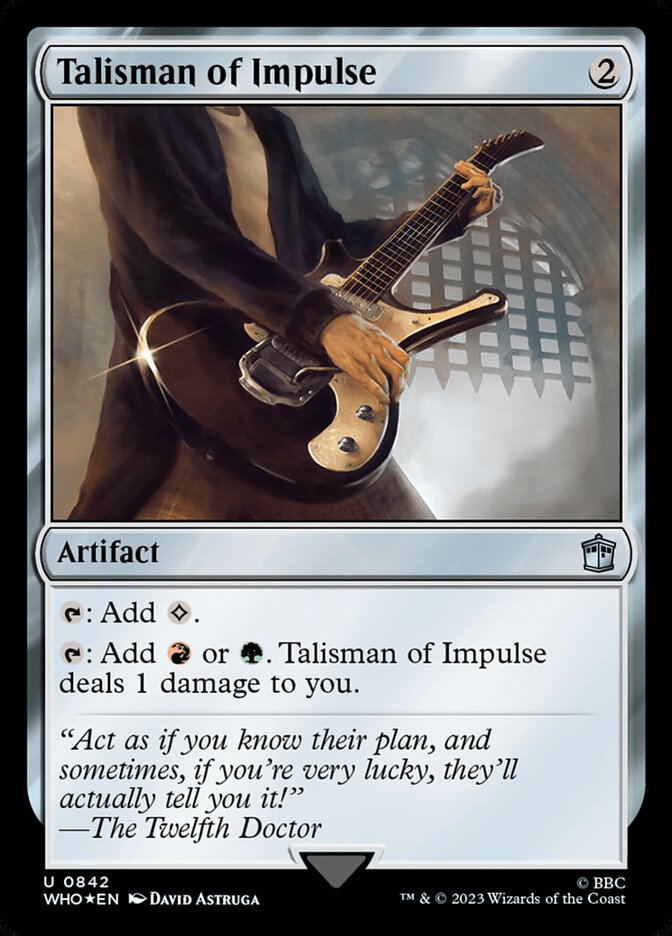 Talisman of Impulse 2
Artifact
: Add .
: Add or . Talisman of Impulse
deals 1 damage to you.
“Act as if you know their plan, and
sometimes, if you’re very lucky, they’ll
actually tell you it!”
—The Twelfth Doctor
U 0842
WHO★EN David Astruga
© BBC
™ & © 2023 Wizards of the Coast